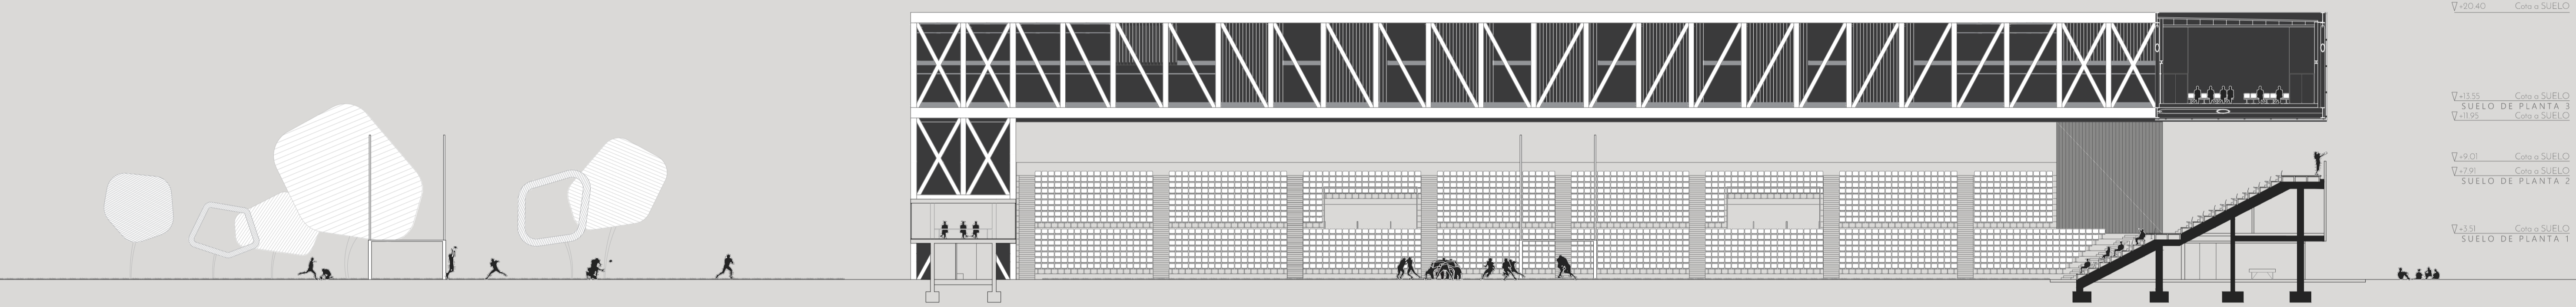 +20.40 Cota a SUELO
+13.55 Cota a SUELO
SUELO DE PLANTA 3
+11.95 Cota a SUELO
+9.01 Cota a SUELO
+7.91 Cota a SUELO
SUELO DE PLANTA 2
+3.51 Cota a SUELO
SUELO DE PLANTA 1